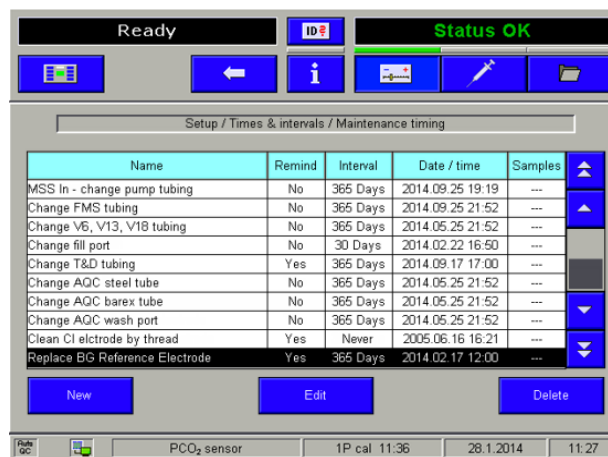 Ready ID Status OK
i
Setup / Times & intervals / Maintenance timing
Name Remind Interval Date / time Samples
MSS In - change pump tubing No 365 Days 2014.09.25 19:19 ---
Change FMS tubing No 365 Days 2014.09.25 21:52 ---
Change V6, V13, V18 tubing No 365 Days 2014.05.25 21:52 ---
Change fill port No 30 Days 2014.02.22 16:50 ---
Change T&D tubing Yes 365 Days 2014.09.17 17:00 ---
Change AQC steel tube No 365 Days 2014.05.25 21:52 ---
Change AQC barex tube No 365 Days 2014.05.25 21:52 ---
Change AQC wash port No 365 Days 2014.05.25 21:52 ---
Clean Cl elctrode by thread Yes Never 2005.06.16 16:21 ---
Replace BG Reference Electrode Yes 365 Days 2014.02.17 12:00 ---
New Edit Delete
Auto QC PCO₂ sensor 1P cal 11:36 28.1.2014 11:27